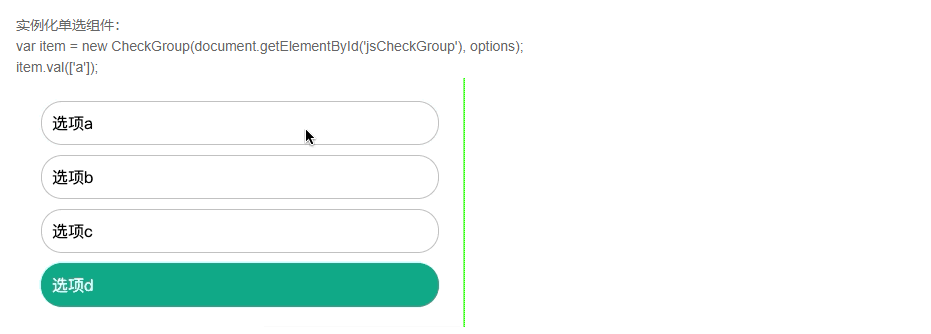 实例化单选组件：
var item = new CheckGroup(document.getElementById('jsCheckGroup'), options);
item.val(['a']);
选项a
选项b
选项c
选项d